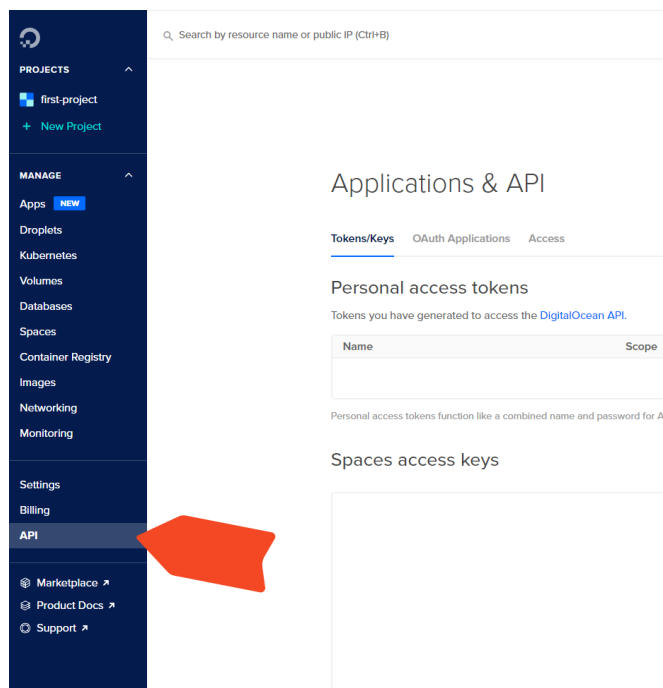 Search by resource name or public IP (Ctrl+B)
PROJECTS
first-project
+ New Project
MANAGE
Apps NEW
Droplets
Kubernetes
Volumes
Databases
Spaces
Container Registry
Images
Networking
Monitoring
Settings
Billing
API
Marketplace ↗
Product Docs ↗
Support ↗
Applications & API
Tokens/Keys OAuth Applications Access
Personal access tokens
Tokens you have generated to access the DigitalOcean API.
Name Scope
Personal access tokens function like a combined name and password for A
Spaces access keys